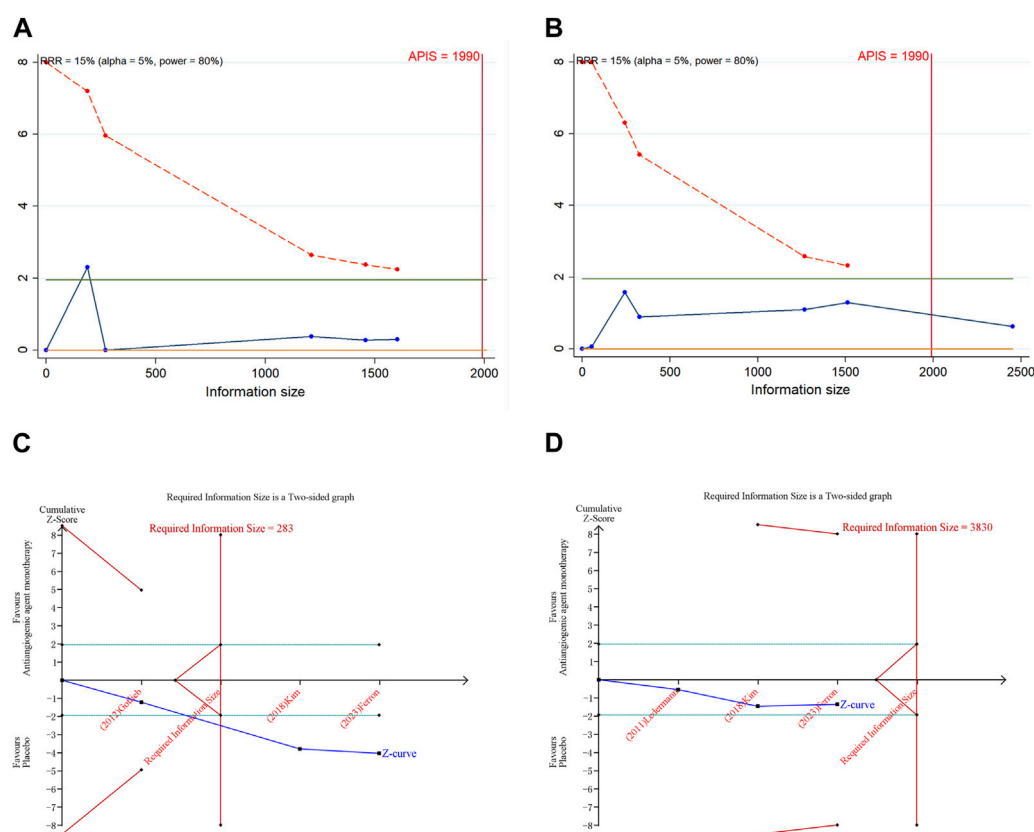 A
RRR = 15% (alpha = 5%, power = 80%)
APIS = 1990
8
6
4
2
0
0
500
1000
1500
2000
Information size
B
RRR = 15% (alpha = 5%, power = 80%)
APIS = 1990
8
6
4
2
0
0
500
1000
1500
2000
2500
Information size
C
Required Information Size is a Two-sided graph
Cumulative
Z-Score
Required Information Size = 283
8
7
6
5
4
3
2
1
-1
-2
-3
-4
-5
-6
-7
-8
Favours
Antiangiogenic agent monotherapy
Favours
Placebo
(2012)Gotlieb
Required Information Size
(2018)Kim
(2023)Ferron
Z-curve
D
Required Information Size is a Two-sided graph
Cumulative
Z-Score
Required Information Size = 3830
8
7
6
5
4
3
2
1
-1
-2
-3
-4
-5
-6
-7
-8
Favours
Antiangiogenic agent monotherapy
Favours
Placebo
(2011)Ledermann
(2018)Kim
(2023)Ferron
Required Information Size
Z-curve